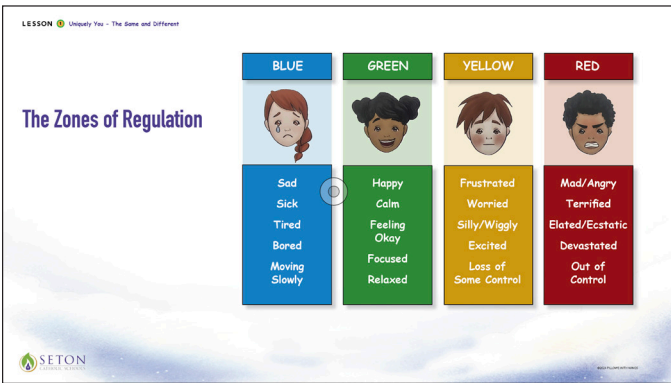 LESSON 1 Uniquely You - The Same and Different
The Zones of Regulation
BLUE
Sad
Sick
Tired
Bored
Moving
Slowly
GREEN
Happy
Calm
Feeling
Okay
Focused
Relaxed
YELLOW
Frustrated
Worried
Silly/Wiggly
Excited
Loss of
Some Control
RED
Mad/Angry
Terrified
Elated/Ecstatic
Devastated
Out of
Control
SETON
CATHOLIC SCHOOLS